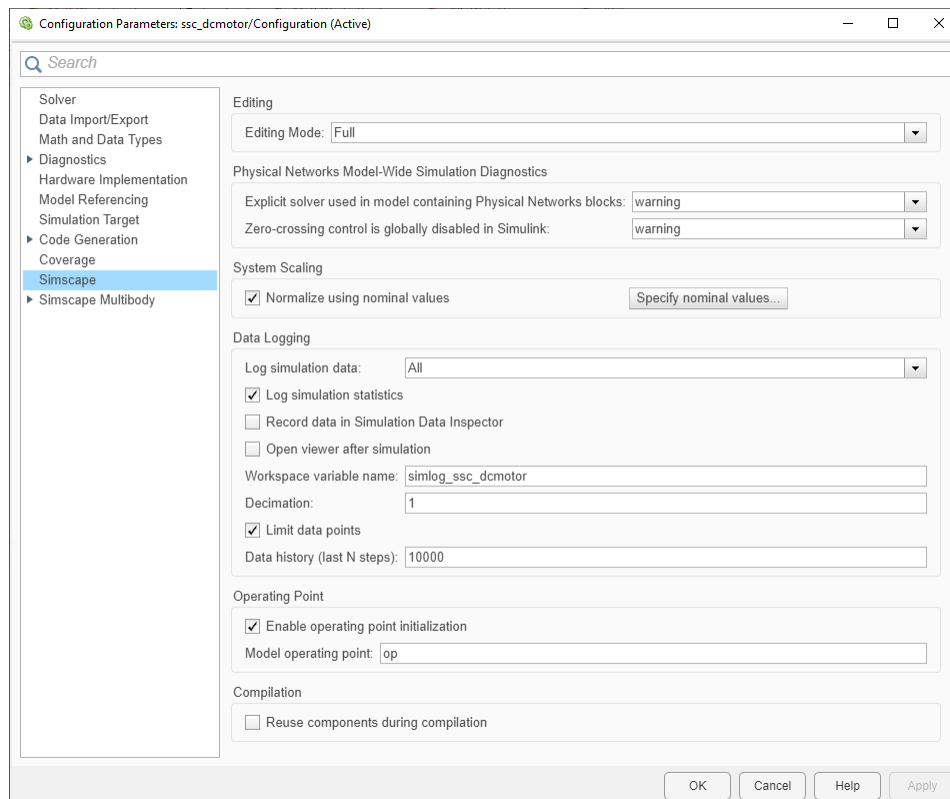 Configuration Parameters: ssc_dcmotor/Configuration (Active)
Search
Solver
Data Import/Export
Math and Data Types
Diagnostics
Hardware Implementation
Model Referencing
Simulation Target
Code Generation
Coverage
Simscape
Simscape Multibody
Editing
Editing Mode: Full
Physical Networks Model-Wide Simulation Diagnostics
Explicit solver used in model containing Physical Networks blocks: warning
Zero-crossing control is globally disabled in Simulink: warning
System Scaling
Normalize using nominal values Specify nominal values...
Data Logging
Log simulation data: All
Log simulation statistics
Record data in Simulation Data Inspector
Open viewer after simulation
Workspace variable name: simlog_ssc_dcmotor
Decimation: 1
Limit data points
Data history (last N steps): 10000
Operating Point
Enable operating point initialization
Model operating point: op
Compilation
Reuse components during compilation
OK Cancel Help Apply